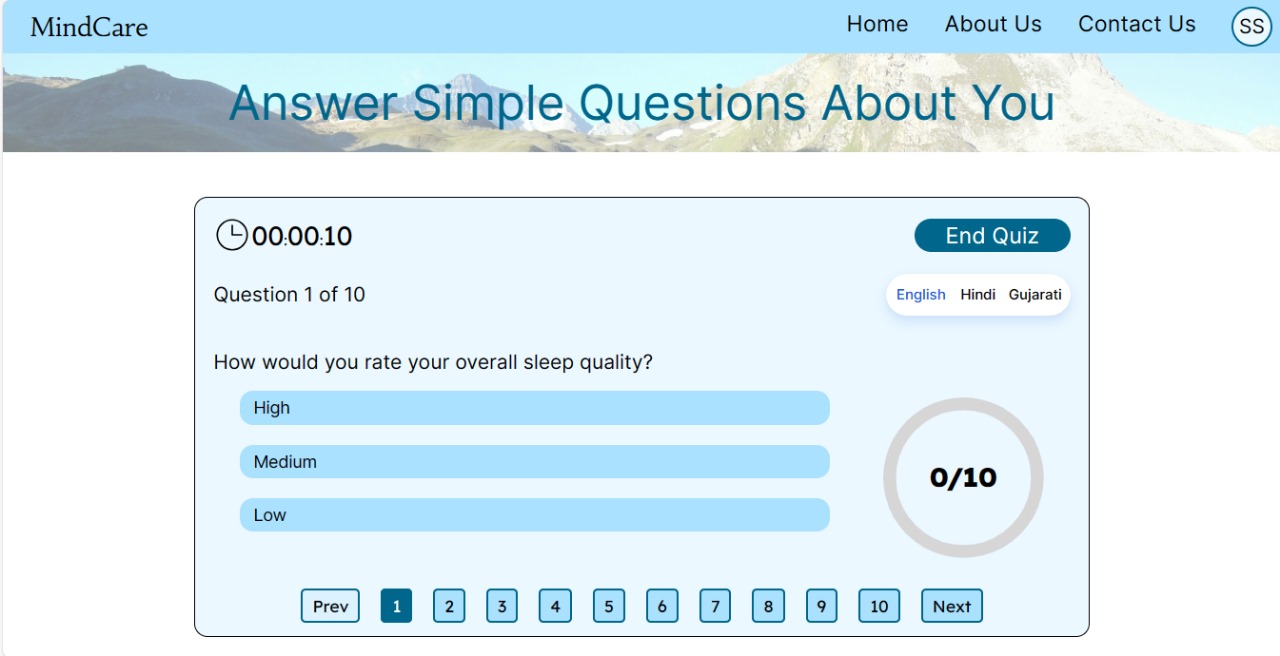 MindCare
Home About Us Contact Us SS
Answer Simple Questions About You
00:00:10
End Quiz
Question 1 of 10
English Hindi Gujarati
How would you rate your overall sleep quality?
High
Medium
Low
0/10
Prev 1 2 3 4 5 6 7 8 9 10 Next